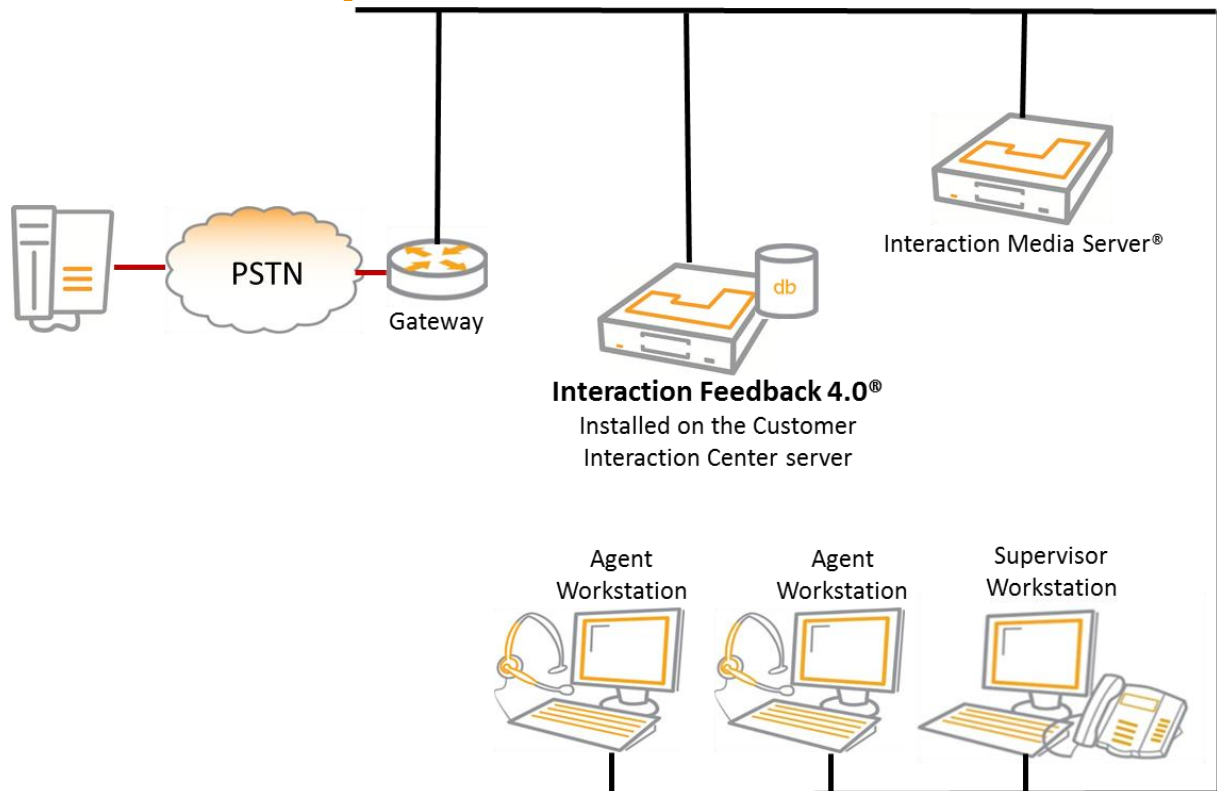 Interaction Media Server®
PSTN
db
Gateway
Interaction Feedback 4.0®
Installed on the Customer
Interaction Center server
Agent
Workstation
Agent
Workstation
Supervisor
Workstation